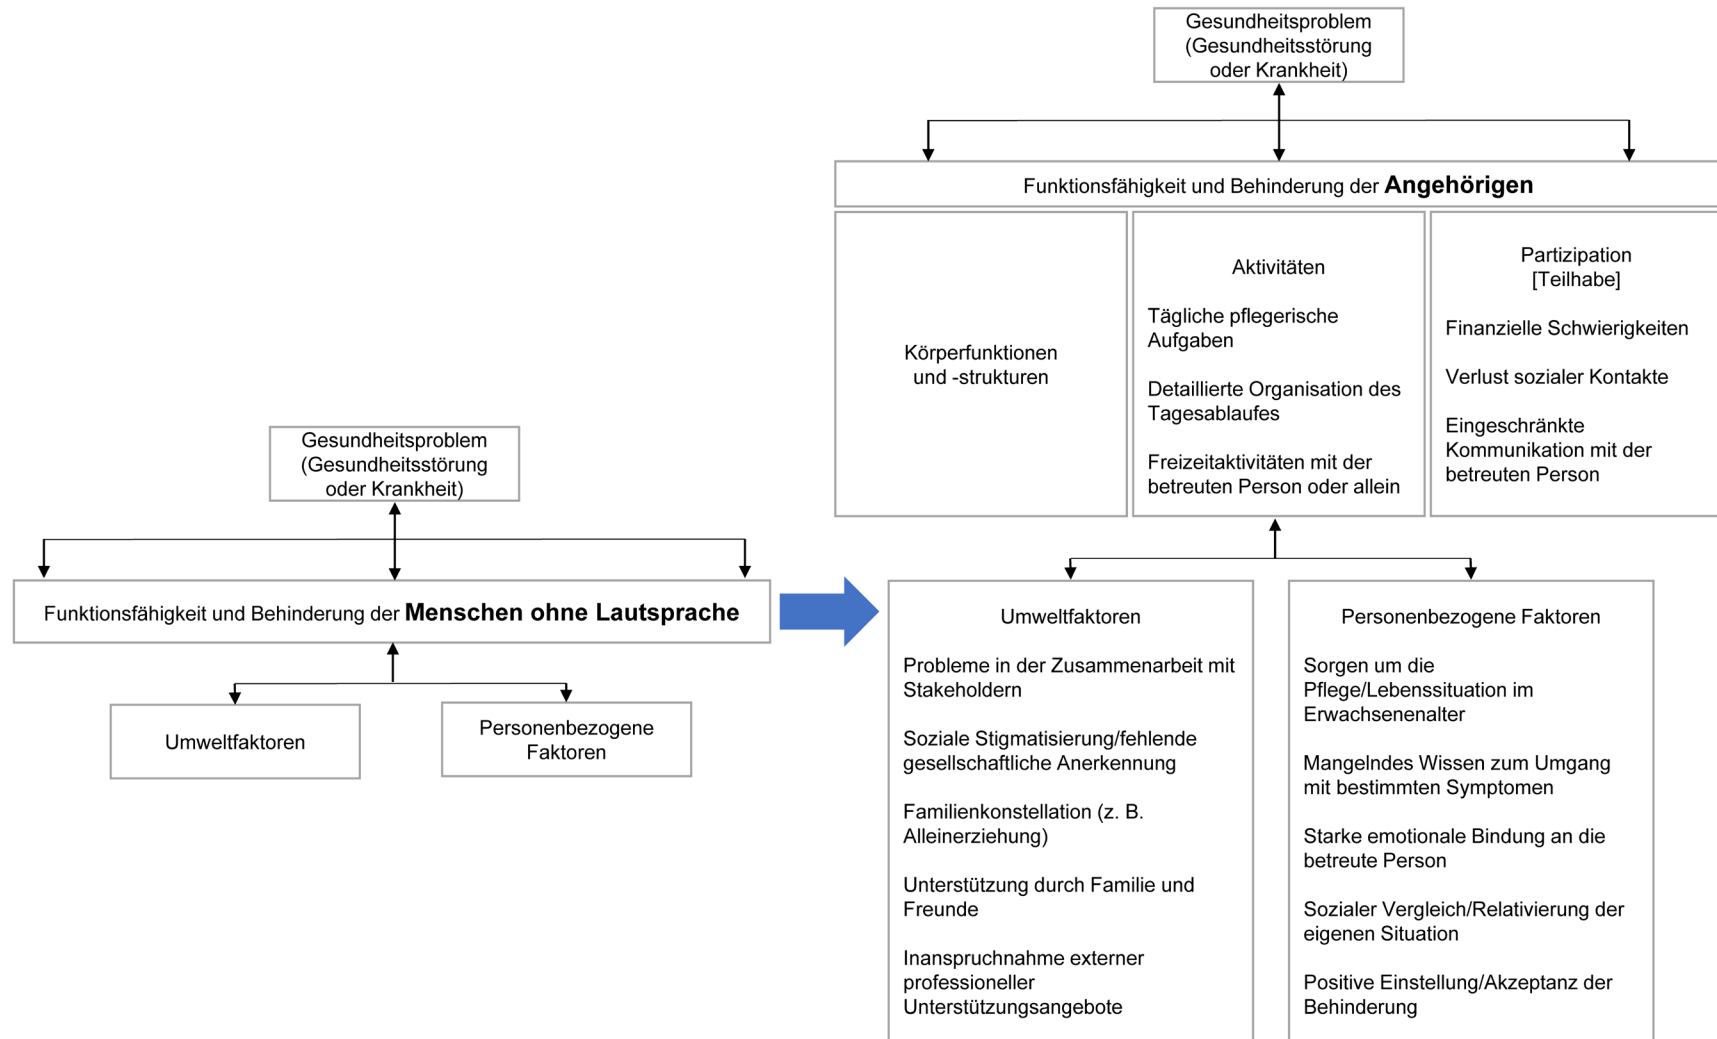 Gesundheitsproblem
(Gesundheitsstörung
oder Krankheit)
Funktionsfähigkeit und Behinderung der Menschen ohne Lautsprache
Umweltfaktoren
Personenbezogene
Faktoren
Gesundheitsproblem
(Gesundheitsstörung
oder Krankheit)
Funktionsfähigkeit und Behinderung der Angehörigen
Körperfunktionen
und -strukturen
Aktivitäten
Tägliche pflegerische
Aufgaben
Detaillierte Organisation des
Tagesablaufes
Freizeitaktivitäten mit der
betreuten Person oder allein
Partizipation
[Teilhabe]
Finanzielle Schwierigkeiten
Verlust sozialer Kontakte
Eingeschränkte
Kommunikation mit der
betreuten Person
Umweltfaktoren
Probleme in der Zusammenarbeit mit
Stakeholdern
Soziale Stigmatisierung/fehlende
gesellschaftliche Anerkennung
Familienkonstellation (z. B.
Alleinerziehung)
Unterstützung durch Familie und
Freunde
Inanspruchnahme externer
professioneller
Unterstützungsangebote
Personenbezogene Faktoren
Sorgen um die
Pflege/Lebenssituation im
Erwachsenenalter
Mangelndes Wissen zum Umgang
mit bestimmten Symptomen
Starke emotionale Bindung an die
betreute Person
Sozialer Vergleich/Relativierung der
eigenen Situation
Positive Einstellung/Akzeptanz der
Behinderung